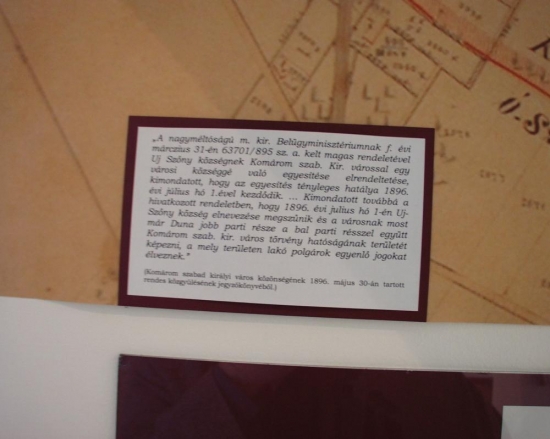 „A nagyméltóságú m. kir. Belügyminisztériumnak f. évi
márczius 31-én 63701/895 sz. a. kelt magas rendeletével
Uj Szőny községnek Komárom szab. Kir. várossal egy
városi községgé való egyesítése elrendeltetése,
kimondatott, hogy az egyesítés tényleges hatálya 1896.
évi július hó 1.ével kezdődik. ... Kimondatott továbbá a
hivatkozott rendeletben, hogy 1896. évi július hó 1-én Uj-
Szőny község elnevezése megszűnik és a városnak most
már Duna jobb parti része a bal parti résszel együtt
Komárom szab. kir. város törvény hatóságának területét
képezni, a mely területen lakó polgárok egyenlő jogokat
élveznek."
(Komárom szabad királyi város közönségének 1896. május 30-án tartott
rendes közgyűlésének jegyzőkönyvéből.)
Ó-S